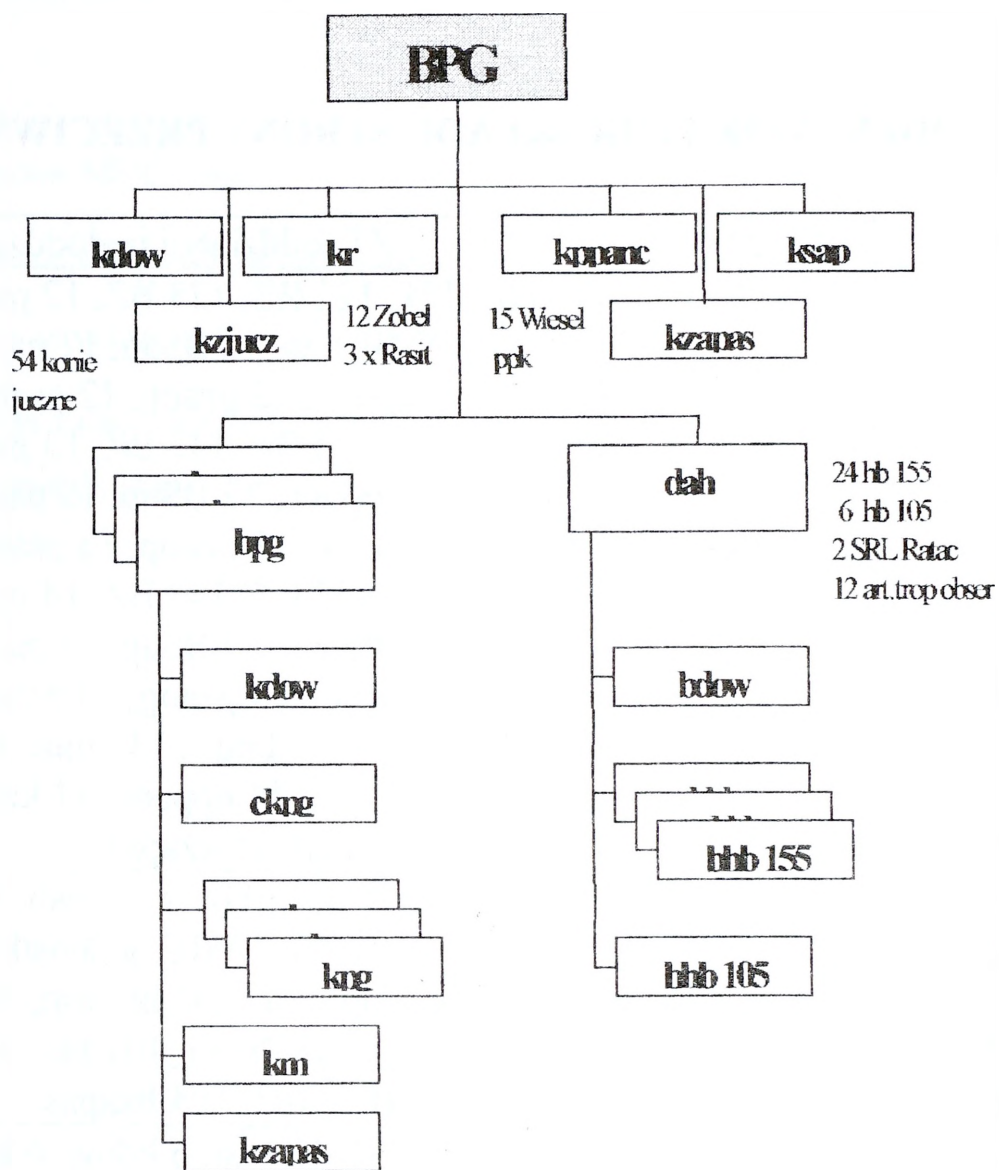 BPG
kdow
kr
kppanc
ksap
kzjucz
12 Zobel
3 x Rasit
15 Wiesel
ppk
kzapas
54 konie
juczne
bpg
dah
24 hb 155
6 hb 105
2 SRL Ratac
12 art.trop obser
kdow
bdow
ckpg
bhb 155
kpg
bhb 105
km
kzapas